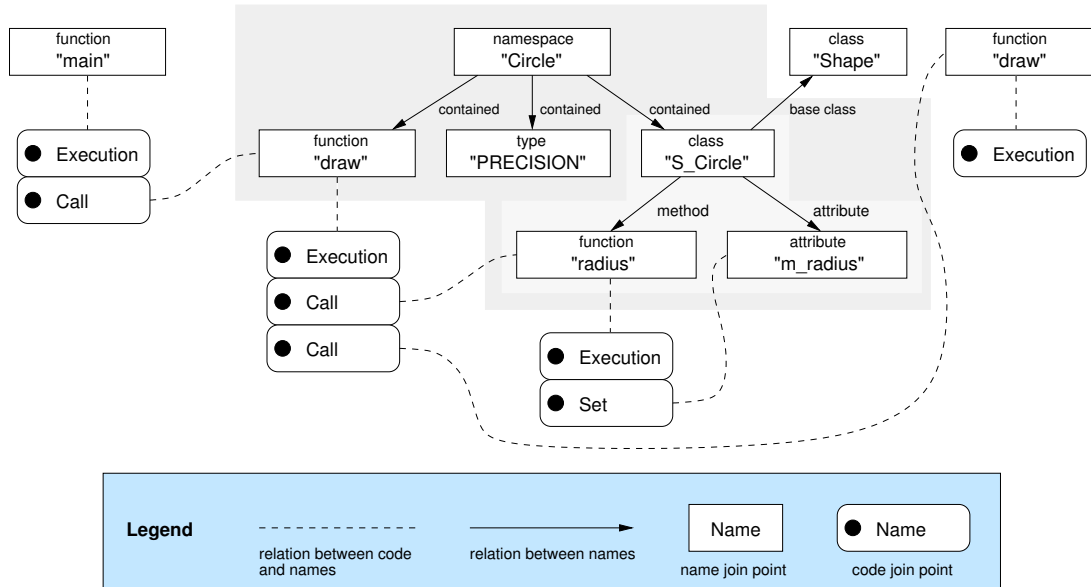 function
"main"
namespace
"Circle"
class
"Shape"
function
"draw"
contained
contained
contained
base class
Execution
Call
function
"draw"
type
"PRECISION"
class
"S_Circle"
Execution
method
attribute
Execution
Call
Call
function
"radius"
attribute
"m_radius"
Execution
Set
Legend
relation between code
and names
relation between names
Name
name join point
Name
code join point